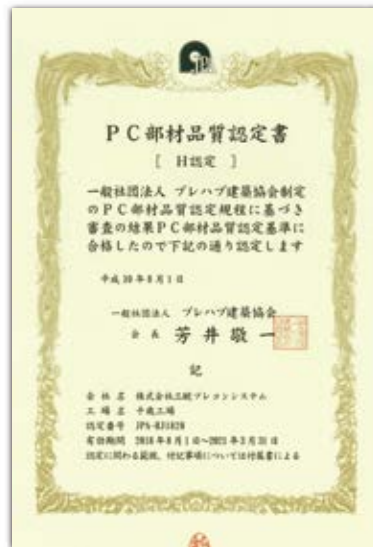 JPA
PC部材品質認定書
[ H認定 ]
一般社団法人 プレハブ建築協会制定
のPC部材品質認定規程に基づき
審査の結果PC部材品質認定基準に
合格したので下記の通り認定します
平成30年8月1日
一般社団法人 プレハブ建築協会
会長 芳井敬一
記
会社名 株式会社三岐プレコンシステム
工場名 千歳工場
認定番号
有効期間 2018年8月1日~2021年3月31日
認定に関わる範囲、付記事項については付属書による